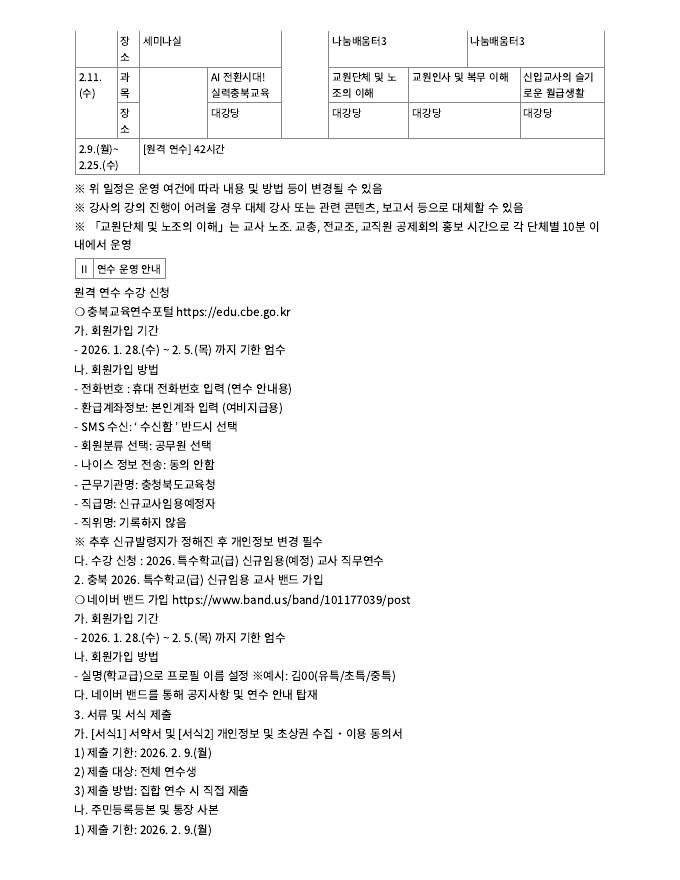 장소 세미나실 나눔배움터3 나눔배움터3
2.11.(수) 과목 AI 전환시대! 실력충북교육 교원단체 및 노조의 이해 교원인사 및 복무 이해 신입교사의 슬기로운 월급생활
장소 대강당 대강당 대강당 대강당
2.9.(월)~ 2.25.(수) [원격 연수] 42시간
※ 위 일정은 운영 여건에 따라 내용 및 방법 등이 변경될 수 있음
※ 강사의 강의 진행이 어려울 경우 대체 강사 또는 관련 콘텐츠, 보고서 등으로 대체할 수 있음
※ 「교원단체 및 노조의 이해」는 교사 노조. 교총, 전교조, 교직원 공제회의 홍보 시간으로 각 단체별 10분 이
내에서 운영
Ⅱ 연수 운영 안내
원격 연수 수강 신청
❍ 충북교육연수포털 https://edu.cbe.go.kr
가. 회원가입 기간
- 2026. 1. 28.(수) ~ 2. 5.(목) 까지 기한 엄수
나. 회원가입 방법
- 전화번호 : 휴대 전화번호 입력 (연수 안내용)
- 환급계좌정보: 본인계좌 입력 (여비지급용)
- SMS 수신: ‘ 수신함 ’ 반드시 선택
- 회원분류 선택: 공무원 선택
- 나이스 정보 전송: 동의 안함
- 근무기관명: 충청북도교육청
- 직급명: 신규교사임용예정자
- 직위명: 기록하지 않음
※ 추후 신규발령지가 정해진 후 개인정보 변경 필수
다. 수강 신청 : 2026. 특수학교(급) 신규임용(예정) 교사 직무연수
2. 충북 2026. 특수학교(급) 신규임용 교사 밴드 가입
❍ 네이버 밴드 가입 https://www.band.us/band/101177039/post
가. 회원가입 기간
- 2026. 1. 28.(수) ~ 2. 5.(목) 까지 기한 엄수
나. 회원가입 방법
- 실명(학교급)으로 프로필 이름 설정 ※예시: 김00(유특/초특/중특)
다. 네이버 밴드를 통해 공지사항 및 연수 안내 탑재
3. 서류 및 서식 제출
가. [서식1] 서약서 및 [서식2] 개인정보 및 초상권 수집・이용 동의서
1) 제출 기한: 2026. 2. 9.(월)
2) 제출 대상: 전체 연수생
3) 제출 방법: 집합 연수 시 직접 제출
나. 주민등록등본 및 통장 사본
1) 제출 기한: 2026. 2. 9.(월)